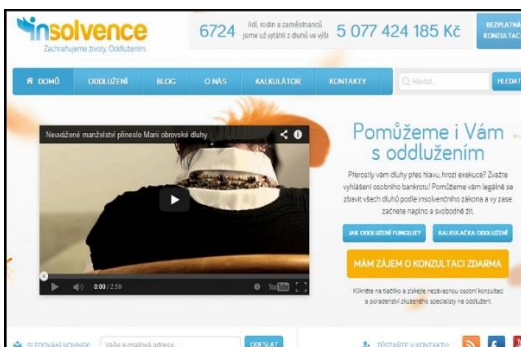 insolvence
Zachraňujeme životy. Oddlužením.
6724
lidí, rodin a zaměstnanců
jsme už vytáhli z dluhů ve výši
5 077 424 185 Kč
BEZPLATNÁ
KONZULTACE
DOMŮ
ODDLUŽENÍ
BLOG
O NÁS
KALKULÁTOR
KONTAKTY
Hledat...
HLEDAT
Neuvážené manželství přineslo Marii obrovské dluhy
0:00 / 2:59
YouTube
Pomůžeme i Vám
s oddlužením
Přerostly vám dluhy přes hlavu, hrozí exekuce? Zvažte
vyhlášení osobního bankrotu! Pomůžeme vám legálně se
zbavit všech dluhů podle insolvenčního zákona a vy zase
začnete naplno a svobodně žít.
JAK ODDLUŽENÍ FUNGUJE?
KALKULAČKA ODDLUŽENÍ
MÁM ZÁJEM O KONZULTACI ZDARMA
Klikněte na tlačítko a získejte nezávaznou osobní konzultaci
a poradenství zkušeného specialisty na oddlužení.
SLEDOVÁNÍ NOVINEK:
Vaše e-mailová adresa...
ODESLAT
ZŮSTAŇTE V KONTAKTU: